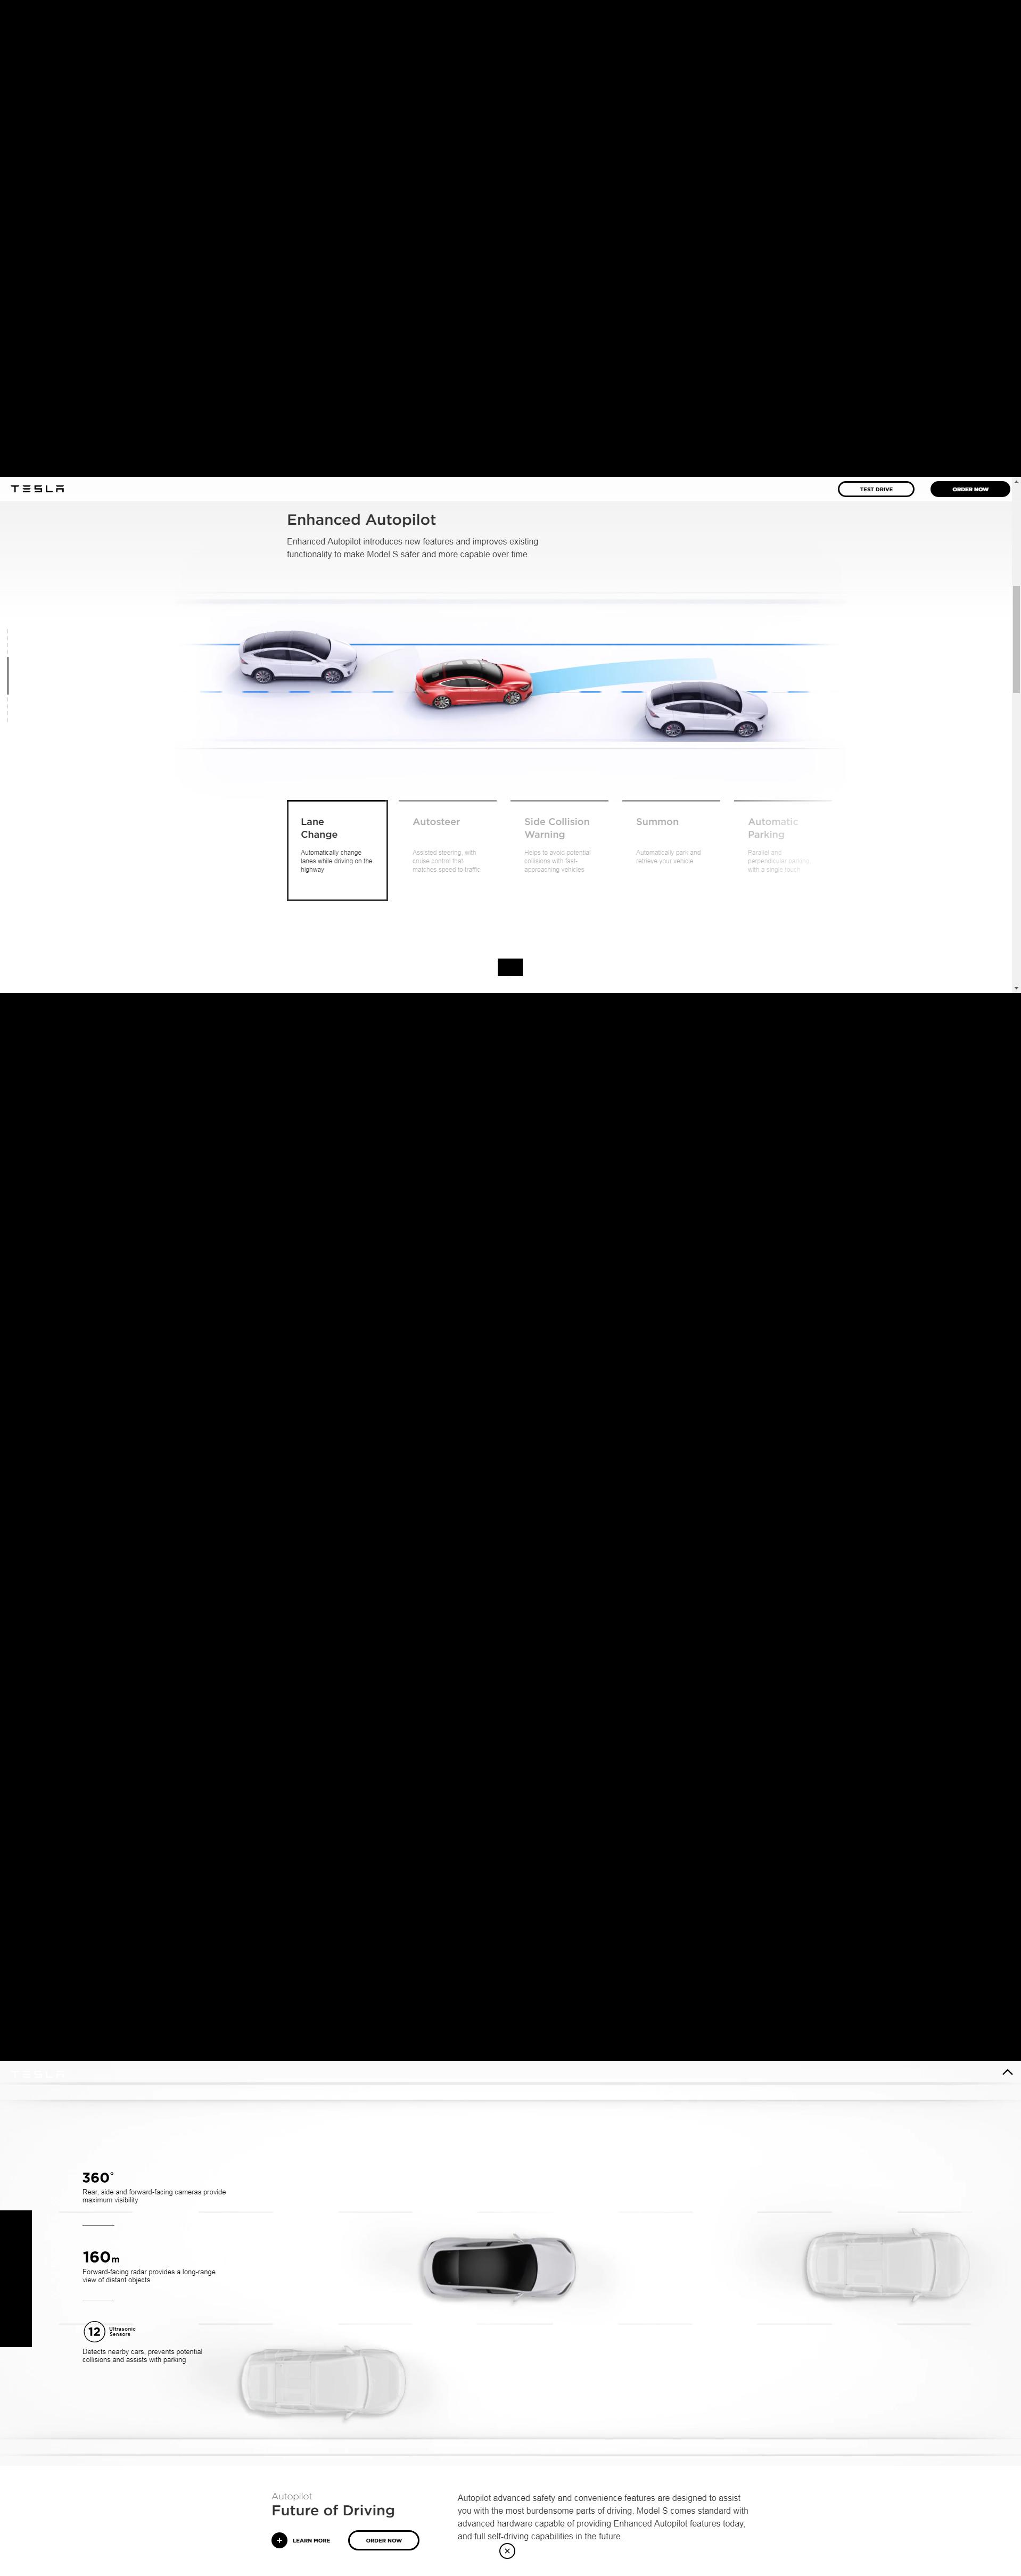 TESLA
TEST DRIVE
ORDER NOW
Enhanced Autopilot
Enhanced Autopilot introduces new features and improves existing
functionality to make Model S safer and more capable over time.
Lane
Change
Automatically change
lanes while driving on the
highway
Autosteer
Assisted steering, with
cruise control that
matches speed to traffic
Side Collision
Warning
Helps to avoid potential
collisions with fast-
approaching vehicles
Summon
Automatically park and
retrieve your vehicle
Automatic
Parking
Parallel and
perpendicular parking,
with a single touch
TESLA
360°
Rear, side and forward-facing cameras provide
maximum visibility
160m
Forward-facing radar provides a long-range
view of distant objects
12 Ultrasonic
Sensors
Detects nearby cars, prevents potential
collisions and assists with parking
Autopilot
Future of Driving
LEARN MORE
ORDER NOW
Autopilot advanced safety and convenience features are designed to assist
you with the most burdensome parts of driving. Model S comes standard with
advanced hardware capable of providing Enhanced Autopilot features today,
and full self-driving capabilities in the future.